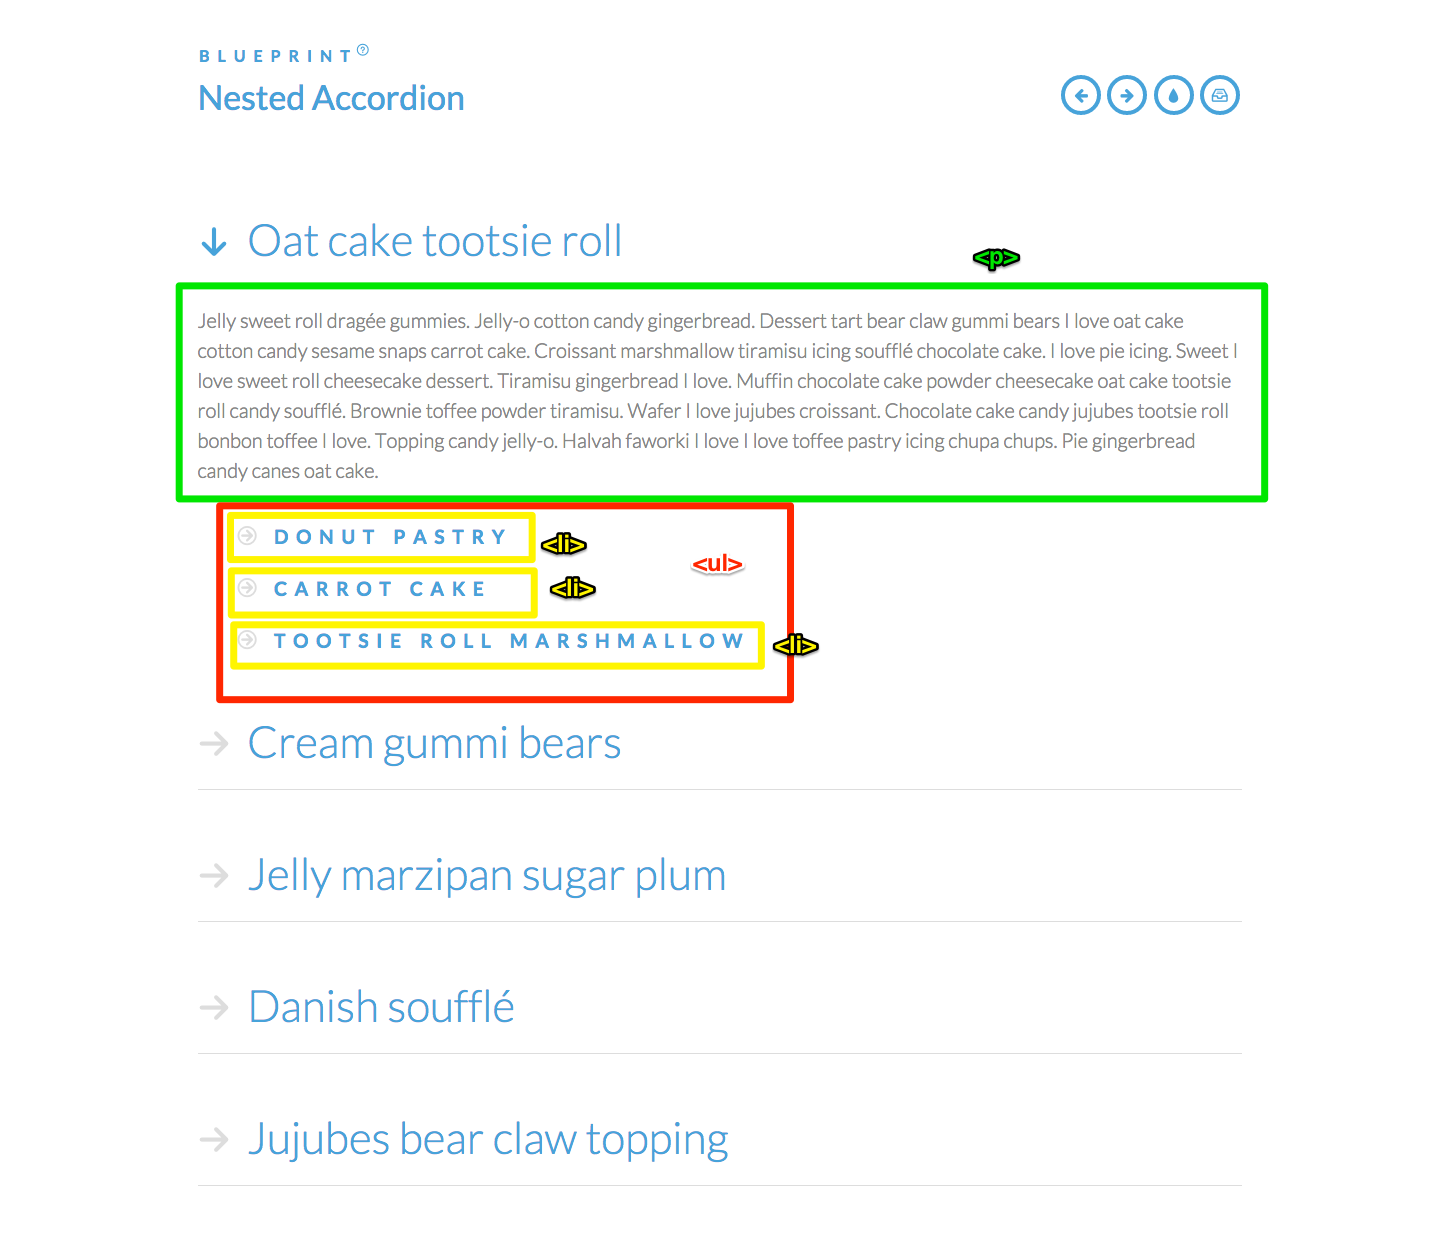 BLUEPRINT
Nested Accordion
Oat cake tootsie roll
<p>
Jelly sweet roll dragée gummies. Jelly-o cotton candy gingerbread. Dessert tart bear claw gummi bears I love oat cake
cotton candy sesame snaps carrot cake. Croissant marshmallow tiramisu icing soufflé chocolate cake. I love pie icing. Sweet I
love sweet roll cheesecake dessert. Tiramisu gingerbread I love. Muffin chocolate cake powder cheesecake oat cake tootsie
roll candy soufflé. Brownie toffee powder tiramisu. Wafer I love jujubes croissant. Chocolate cake candy jujubes tootsie roll
bonbon toffee I love. Topping candy jelly-o. Halvah faworki I love I love toffee pastry icing chupa chups. Pie gingerbread
candy canes oat cake.
DONUT PASTRY <li>
<ul>
CARROT CAKE <li>
TOOTSIE ROLL MARSHMALLOW <li>
Cream gummi bears
Jelly marzipan sugar plum
Danish soufflé
Jujubes bear claw topping